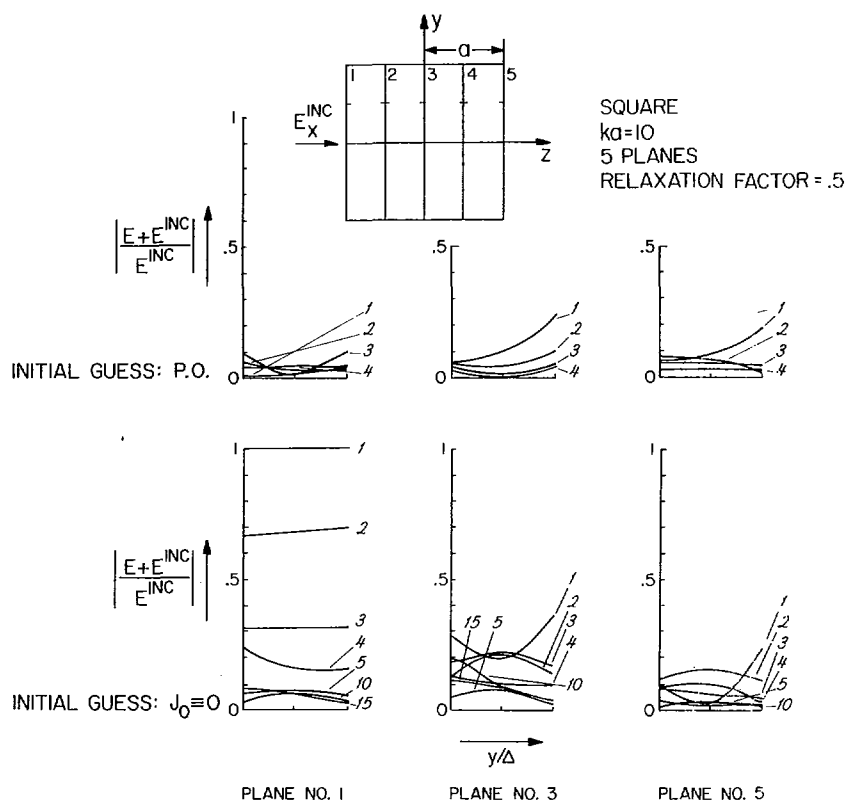 y
a
1 2 3 4 5
E_X^INC
Z
SQUARE
ka=10
5 PLANES
RELAXATION FACTOR = .5
1
.5
0
|E+E^INC / E^INC|
INITIAL GUESS: P.O.
1
2
3
4
.5
0
1
2
3
4
.5
0
1
2
3
4
1
.5
0
|E+E^INC / E^INC|
INITIAL GUESS: J_0≡0
1
2
3
4
5
10
15
1
.5
0
15
5
1
2
3
4
10
1
.5
0
1
2
3
4
5
10
y/Δ
PLANE NO. 1
PLANE NO. 3
PLANE NO. 5